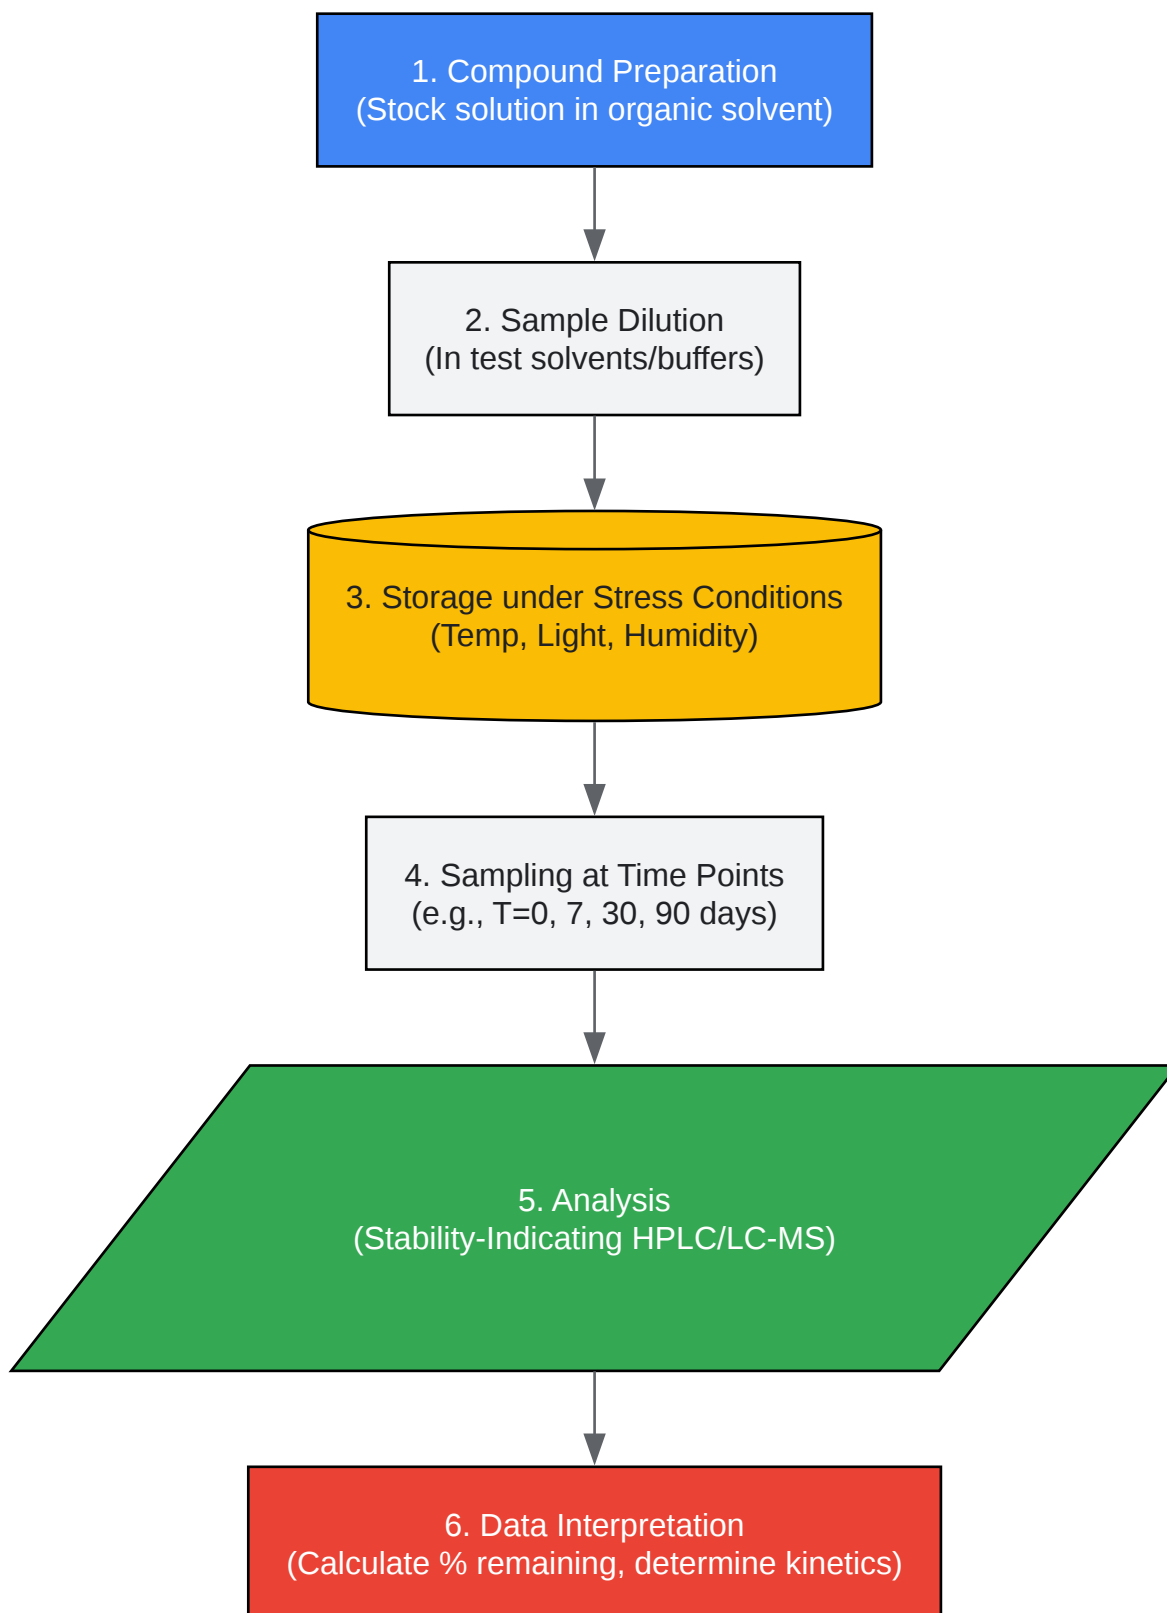 1. Compound Preparation
(Stock solution in organic solvent)
2. Sample Dilution
(In test solvents/buffers)
3. Storage under Stress Conditions
(Temp, Light, Humidity)
4. Sampling at Time Points
(e.g., T=0, 7, 30, 90 days)
5. Analysis
(Stability-Indicating HPLC/LC-MS)
6. Data Interpretation
(Calculate % remaining, determine kinetics)